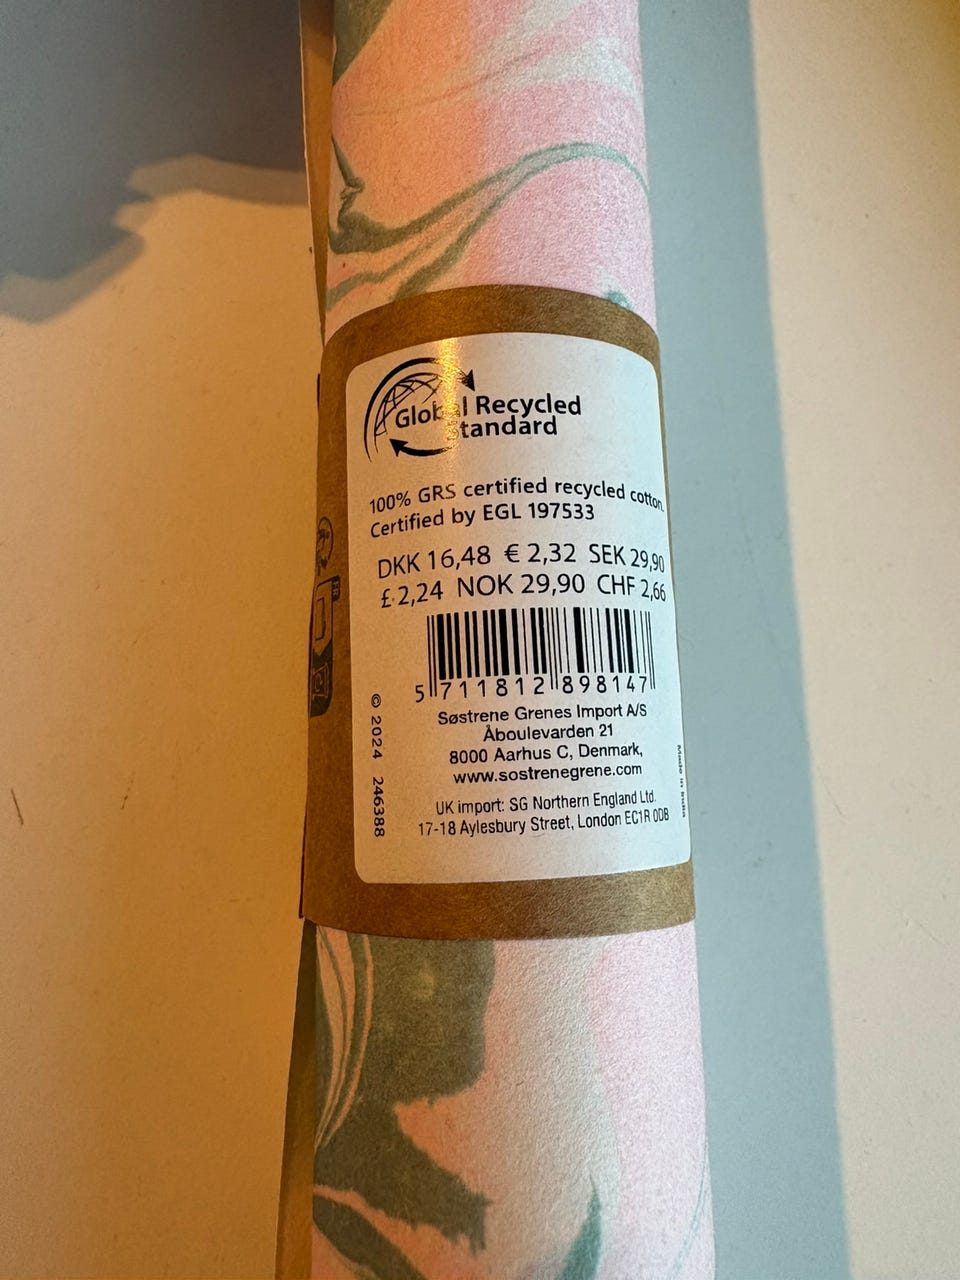 Global Recycled
Standard
100% GRS certified recycled cotton.
Certified by EGL 197533
DKK 16,48 € 2,32 SEK 29,90
£ 2,24 NOK 29,90 CHF 2,66
5 711812 898147
Søstrene Grenes Import A/S
Åboulevarden 21
8000 Aarhus C, Denmark,
www.sostrenegrene.com
UK import: SG Northern England Ltd.
17-18 Aylesbury Street, London EC1R 0DB
© 2024 246388
Made in India
FR